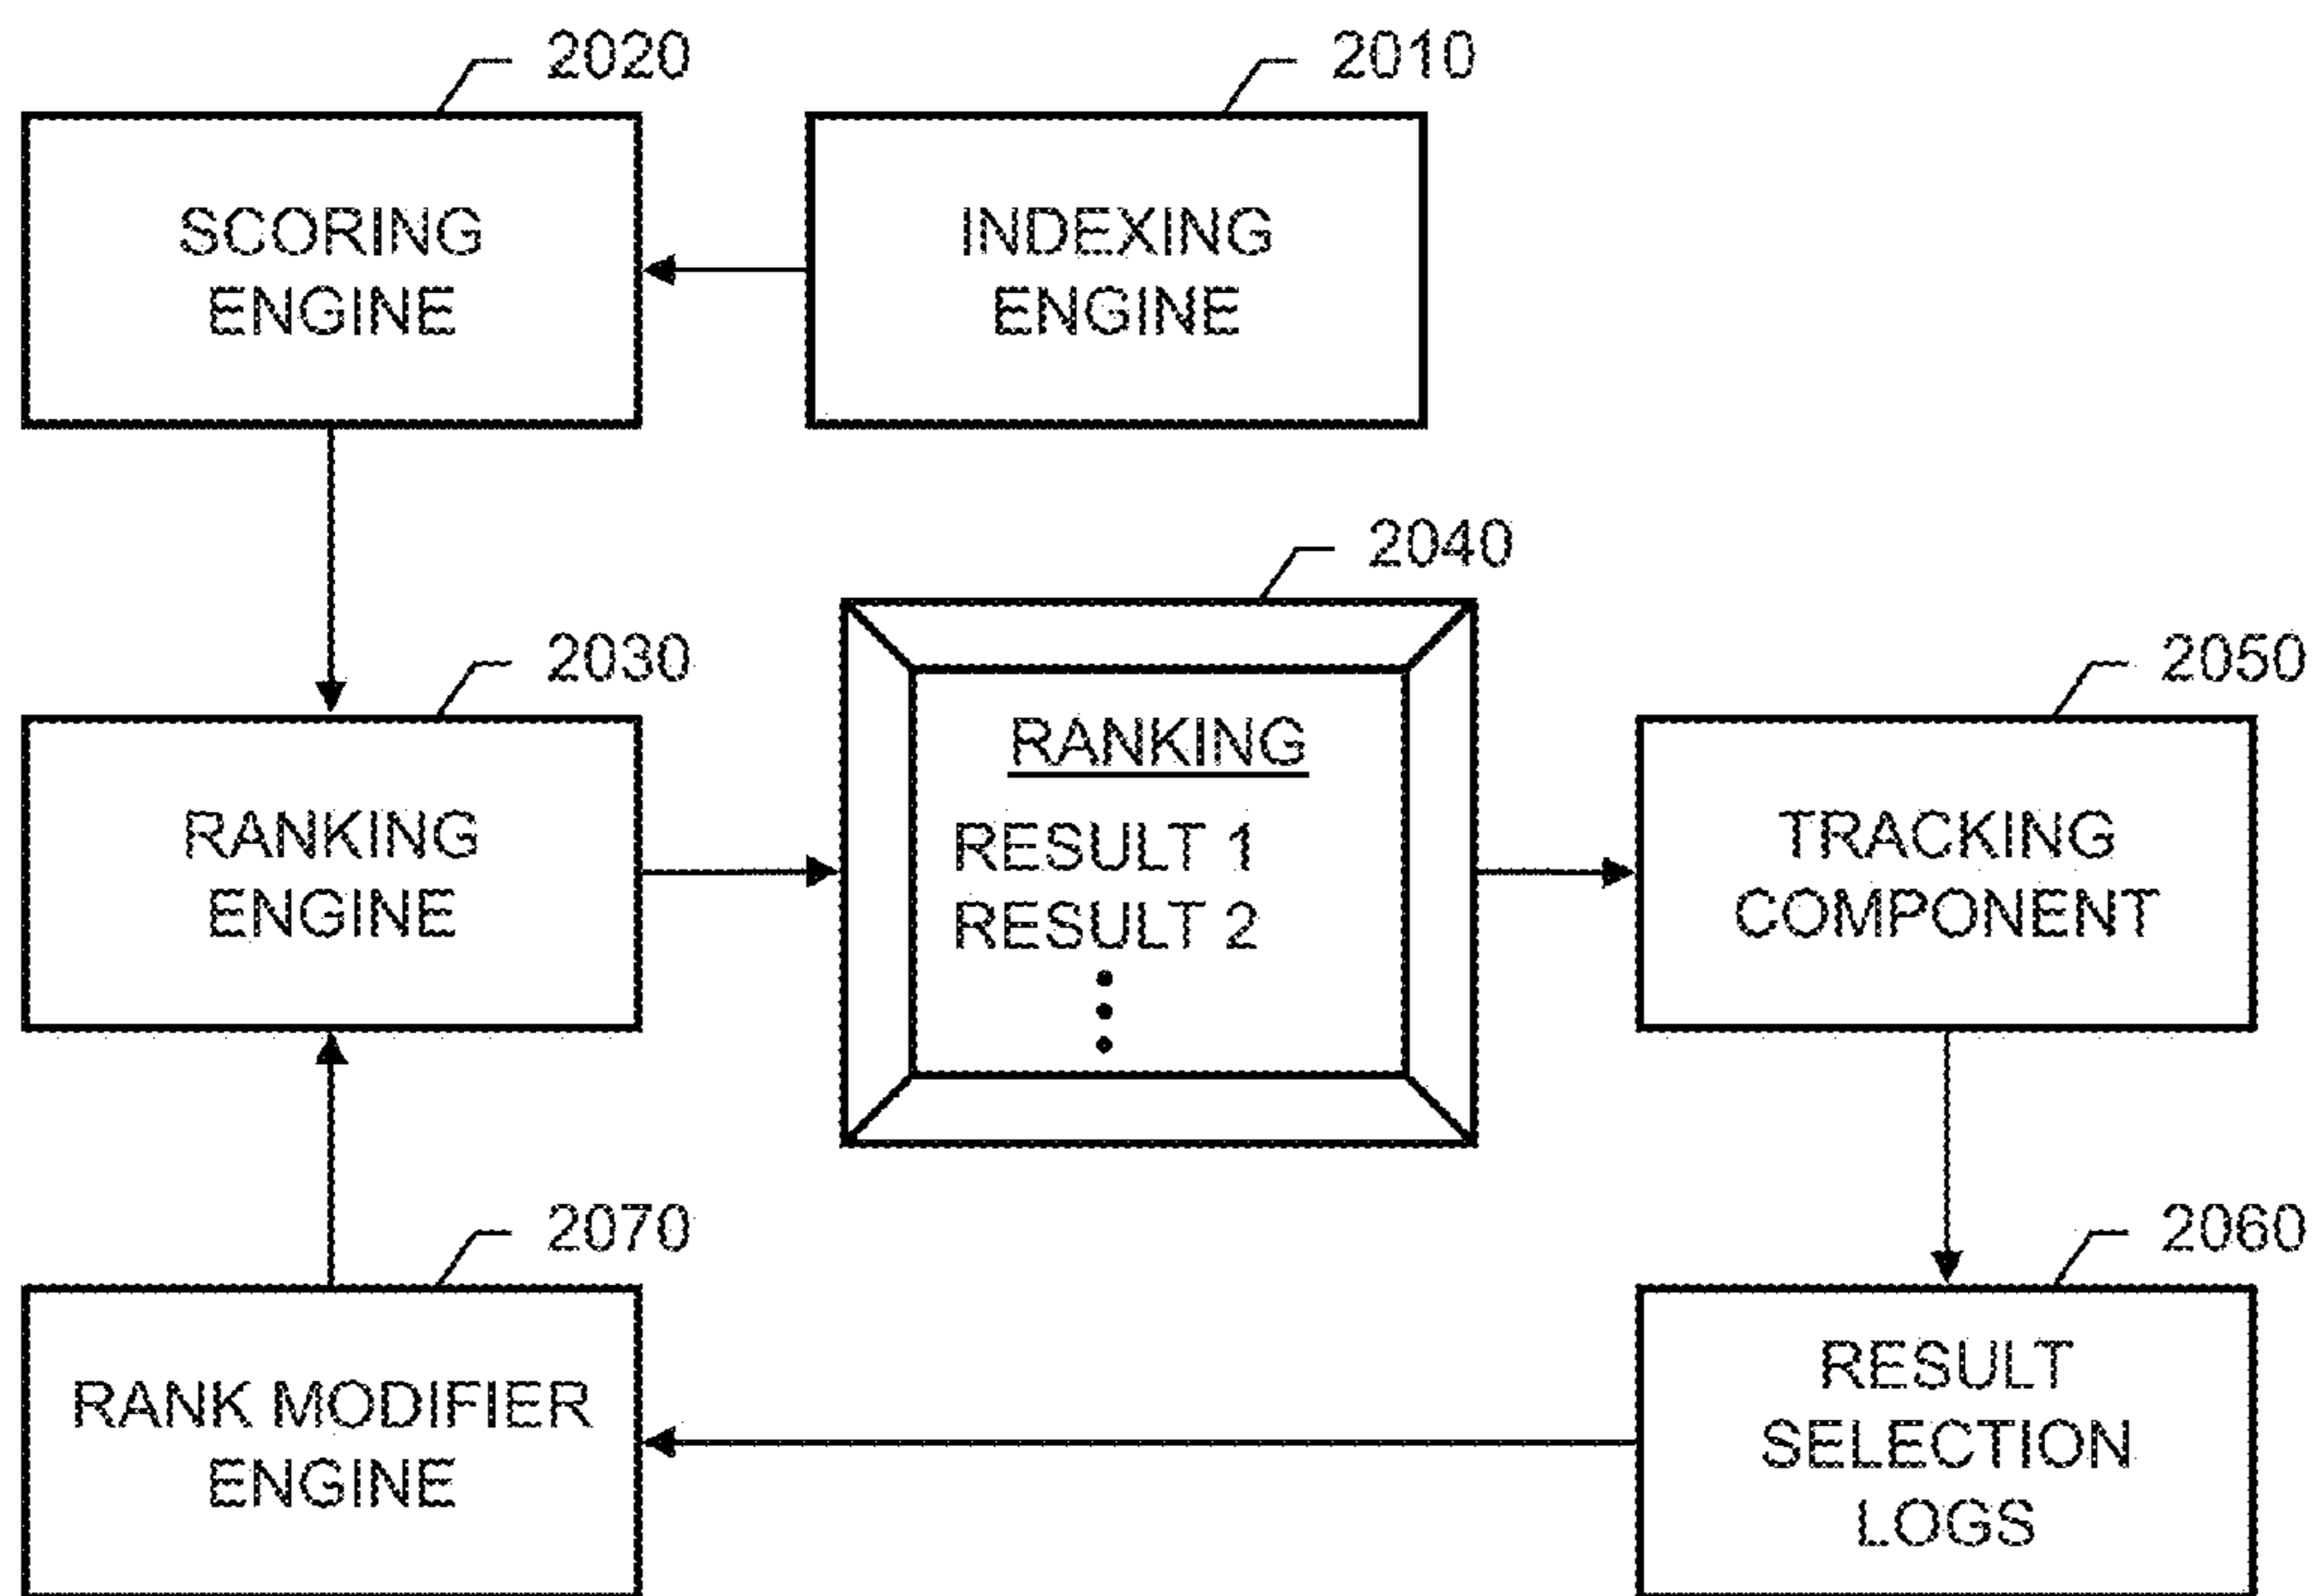 2020
2010
SCORING
ENGINE
INDEXING
ENGINE
2040
2030
2050
RANKING
RESULT 1
RESULT 2
RANKING
ENGINE
TRACKING
COMPONENT
2070
2060
RANK MODIFIER
ENGINE
RESULT
SELECTION
LOGS